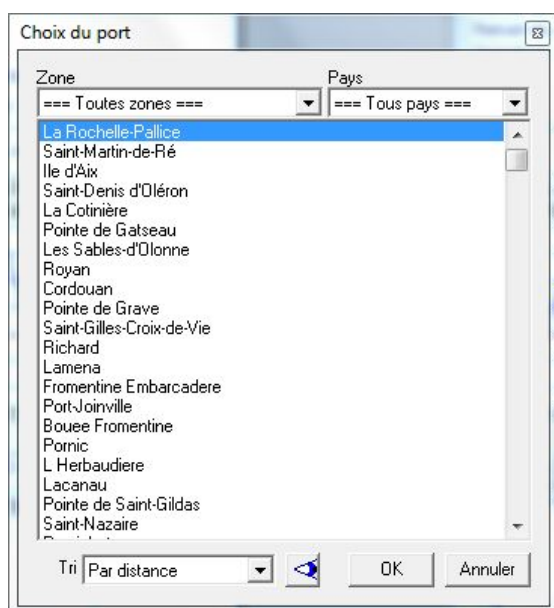 Choix du port
Zone Pays
=== Toutes zones === === Tous pays ===
La Rochelle-Pallice
Saint-Martin-de-Ré
Ile d'Aix
Saint-Denis d'Oléron
La Cotinière
Pointe de Gatseau
Les Sables-d'Olonne
Royan
Cordouan
Pointe de Grave
Saint-Gilles-Croix-de-Vie
Richard
Lamena
Fromentine Embarcadere
Port-Joinville
Bouee Fromentine
Pornic
L Herbaudiere
Lacanau
Pointe de Saint-Gildas
Saint-Nazaire
Tri Par distance OK Annuler